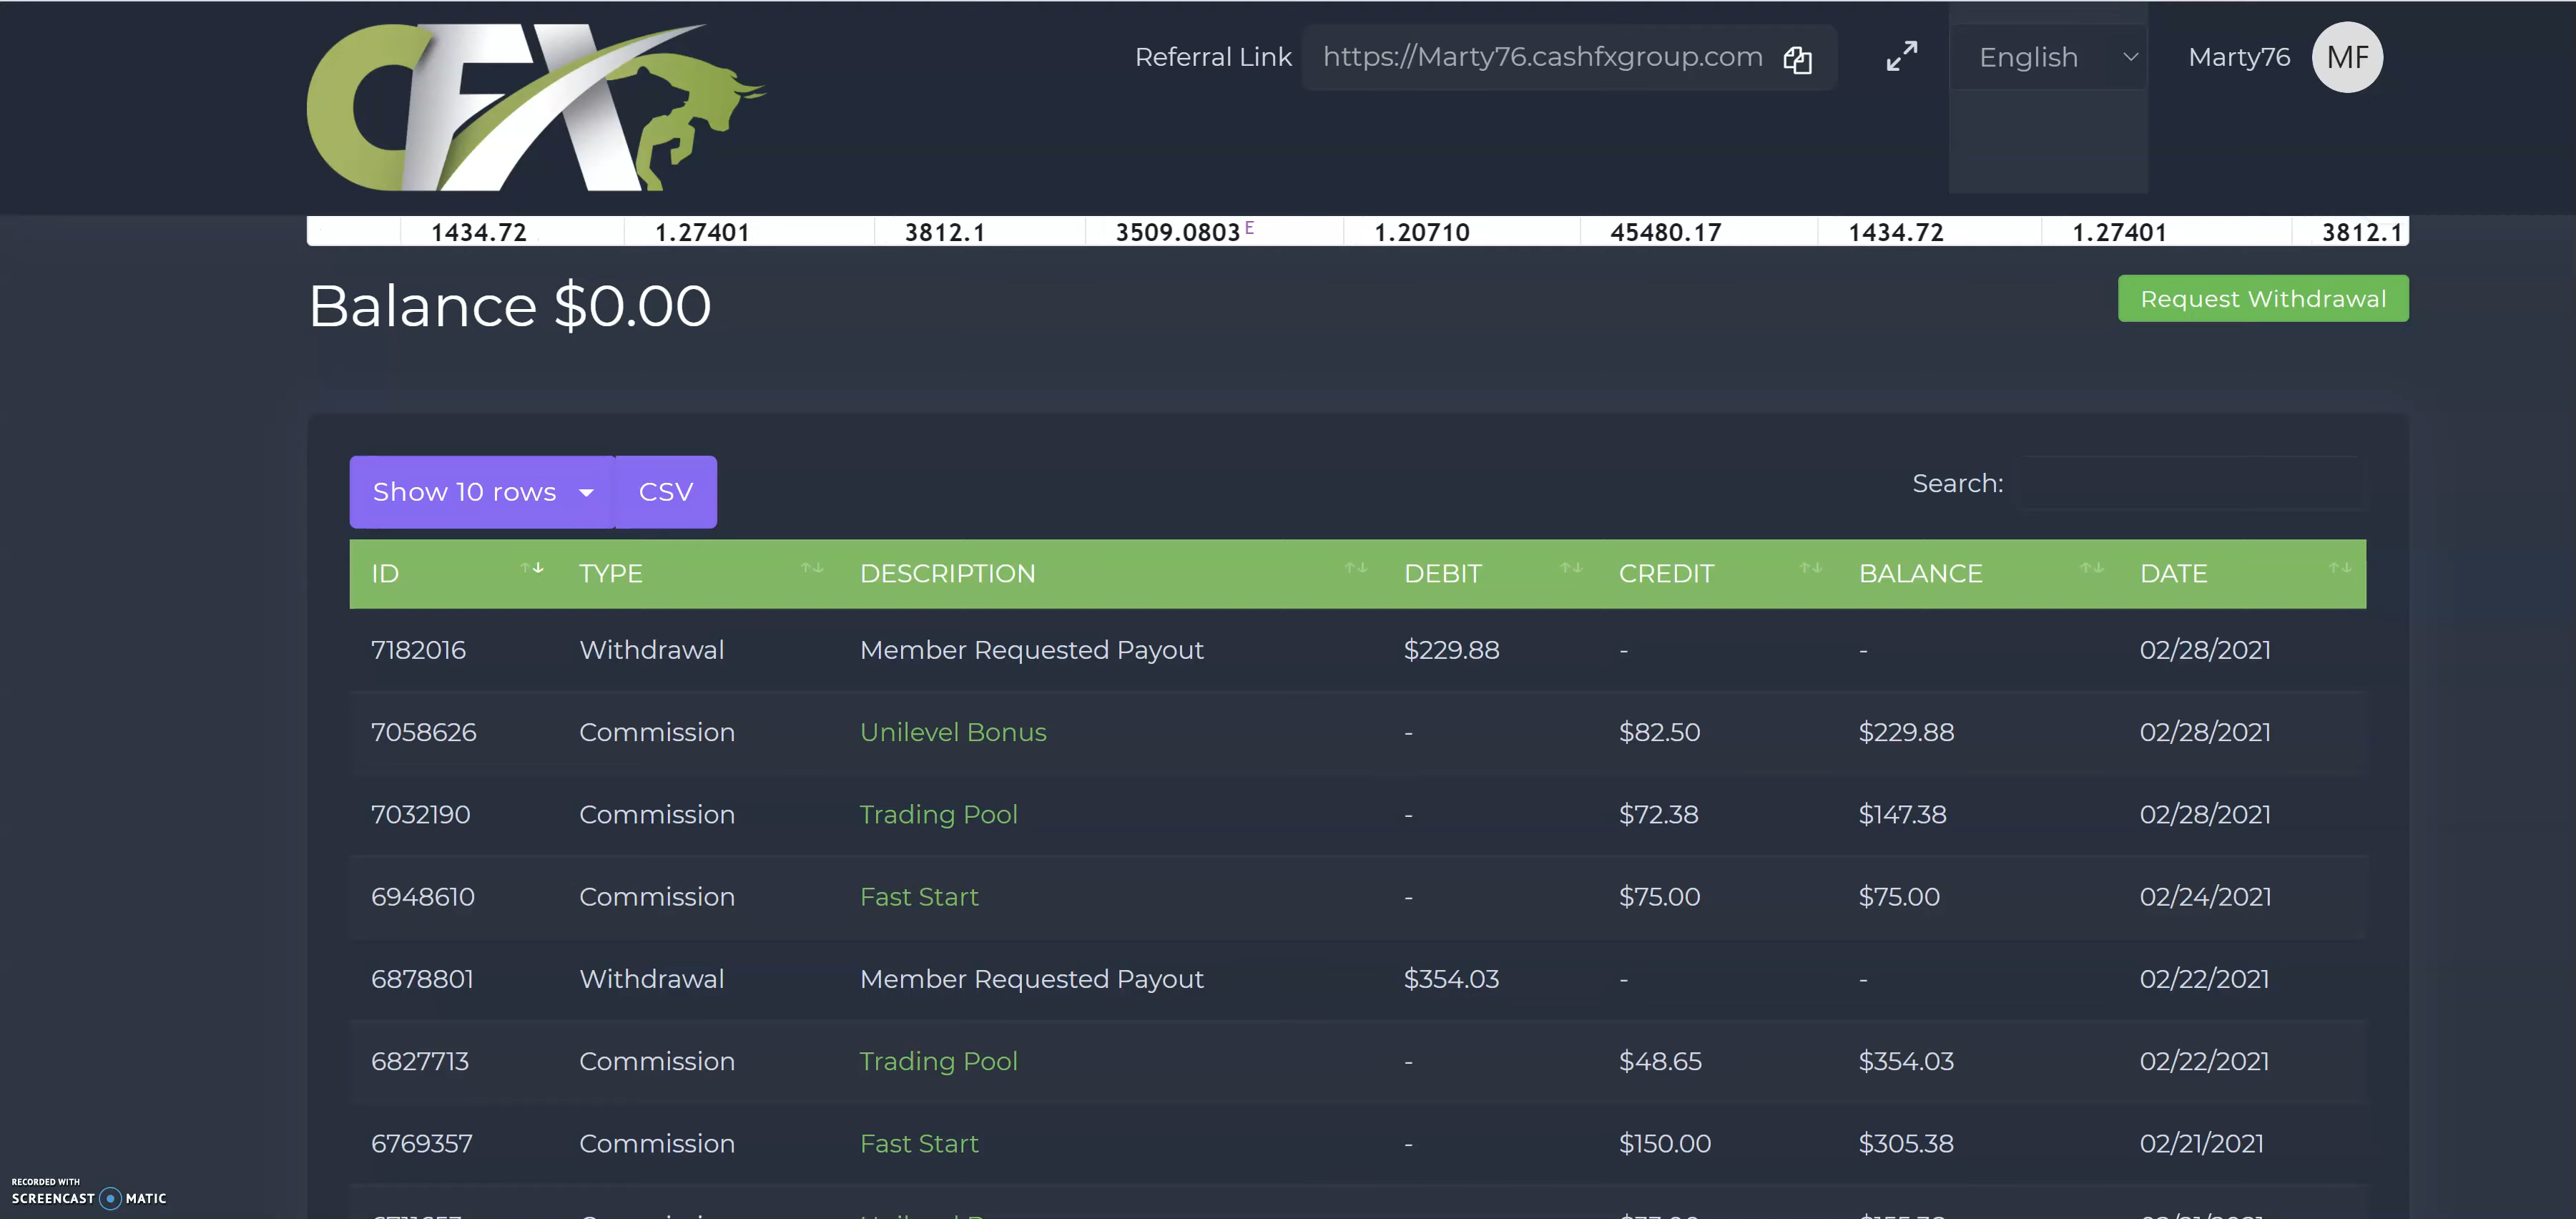 CFX
Referral Link https://Marty76.cashfxgroup.com English Marty76 MF
1434.72 1.27401 3812.1 3509.0803 E 1.20710 45480.17 1434.72 1.27401 3812.1
Balance $0.00
Request Withdrawal
Show 10 rows CSV Search:
ID TYPE DESCRIPTION DEBIT CREDIT BALANCE DATE
7182016 Withdrawal Member Requested Payout $229.88 - - 02/28/2021
7058626 Commission Unilevel Bonus - $82.50 $229.88 02/28/2021
7032190 Commission Trading Pool - $72.38 $147.38 02/28/2021
6948610 Commission Fast Start - $75.00 $75.00 02/24/2021
6878801 Withdrawal Member Requested Payout $354.03 - - 02/22/2021
6827713 Commission Trading Pool - $48.65 $354.03 02/22/2021
6769357 Commission Fast Start - $150.00 $305.38 02/21/2021
RECORDED WITH
SCREENCAST MATIC